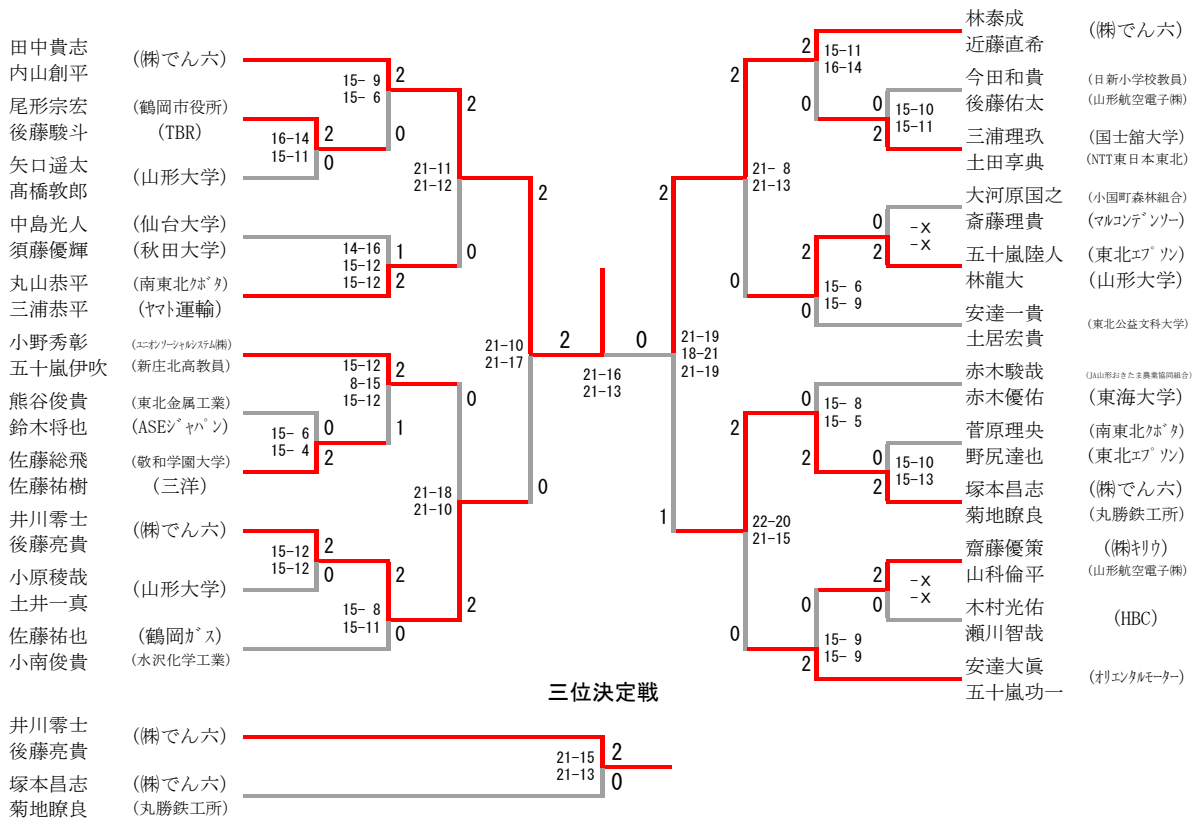 田中貴志
内山創平
(㈱でん六)
尾形宗宏
後藤駿斗
(鶴岡市役所)
(TBR)
矢口遥太
髙橋敦郎
(山形大学)
中島光人
須藤優輝
(仙台大学)
(秋田大学)
丸山恭平
三浦恭平
(南東北ｸﾎﾞﾀ)
(ﾔﾏﾄ運輸)
小野秀彰
五十嵐伊吹
(ﾕﾆｵﾝｿｰｼｬﾙｼｽﾃﾑ㈱)
(新庄北高教員)
熊谷俊貴
鈴木将也
(東北金属工業)
(ASEｼﾞｬﾊﾟﾝ)
佐藤総飛
佐藤祐樹
(敬和学園大学)
(三洋)
井川零士
後藤亮貴
(㈱でん六)
小原稜哉
土井一真
(山形大学)
佐藤祐也
小南俊貴
(鶴岡ｶﾞｽ)
(水沢化学工業)
16-14
15-11
2
0
15- 9
15- 6
2
0
14-16
15-12
15-12
1
2
21-11
21-12
2
0
15- 6
15- 4
0
2
15-12
8-15
15-12
2
1
15-12
15-12
2
0
15- 8
15-11
2
0
21-18
21-10
0
2
21-10
21-17
2
0
2
0
21-16
21-13
林泰成
近藤直希
(㈱でん六)
今田和貴
後藤佑太
(日新小学校教員)
(山形航空電子㈱)
三浦理玖
土田享典
(国士舘大学)
(NTT東日本東北)
大河原国之
斎藤理貴
(小国町森林組合)
(ﾏﾙｺﾝﾃﾞﾝｿｰ)
五十嵐陸人
林龍大
(東北ｴﾌﾟｿﾝ)
(山形大学)
安達一貴
土居宏貴
(東北公益文科大学)
赤木駿哉
赤木優佑
(JA山形おきたま農業協同組合)
(東海大学)
菅原理央
野尻達也
(南東北ｸﾎﾞﾀ)
(東北ｴﾌﾟｿﾝ)
塚本昌志
菊地瞭良
(㈱でん六)
(丸勝鉄工所)
齋藤優策
山科倫平
(㈱ｷﾘｳ)
(山形航空電子㈱)
木村光佑
瀬川智哉
(HBC)
安達大眞
五十嵐功一
(ｵﾘｴﾝﾀﾙﾓｰﾀｰ)
2
0
15-11
16-14
0
2
15-10
15-11
2
0
21- 8
21-13
0
2
-X
-X
2
0
15- 6
15- 9
2
1
21-19
18-21
21-19
0
2
15- 8
15- 5
0
2
15-10
15-13
2
0
22-20
21-15
2
0
-X
-X
0
2
15- 9
15- 9
三位決定戦
井川零士
後藤亮貴
(㈱でん六)
塚本昌志
菊地瞭良
(㈱でん六)
(丸勝鉄工所)
21-15
21-13
2
0